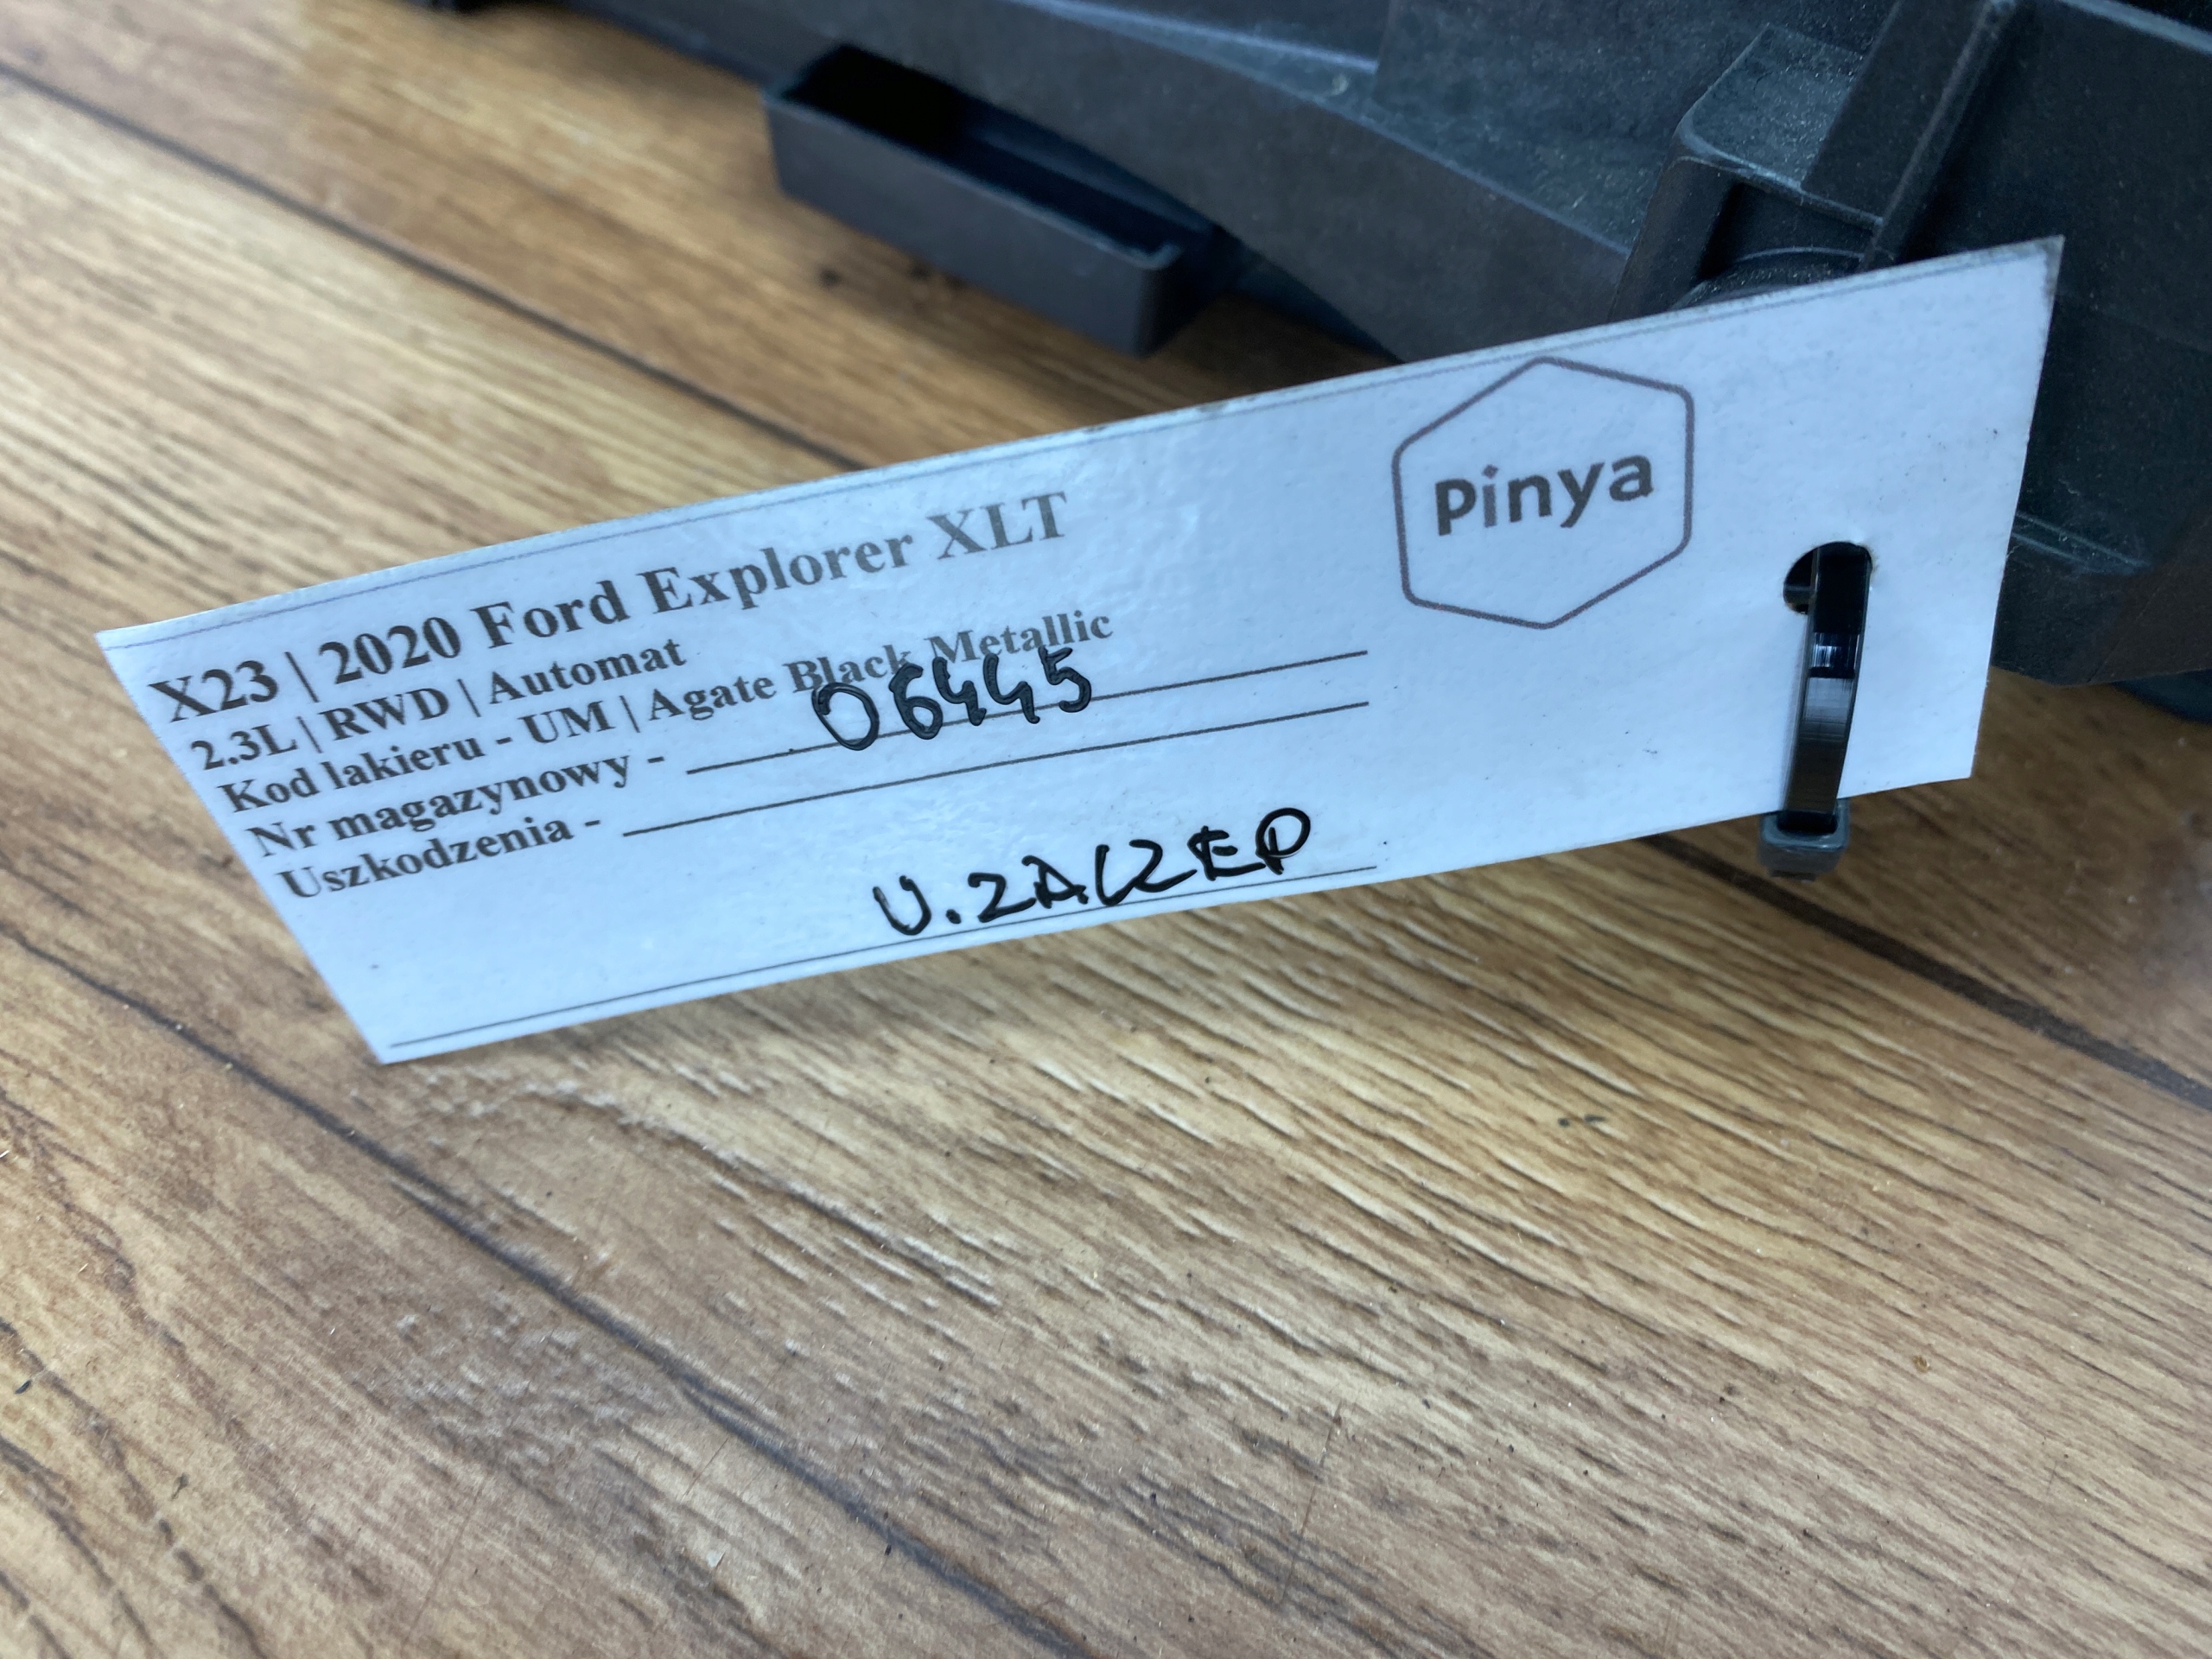 Pinya
X23 | 2020 Ford Explorer XLT
2.3L | RWD | Automat
Kod lakieru - UM | Agate Black Metallic
Nr magazynowy - 06445
Uszkodzenia -
U.ZACZEP